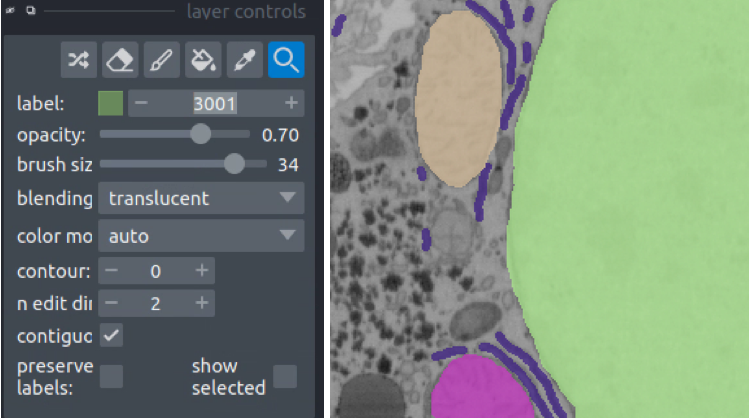 layer controls
label: 3001
opacity: 0.70
brush siz 34
blending translucent
color mo auto
contour: 0
n edit dir 2
contiguo
preserve labels: show selected